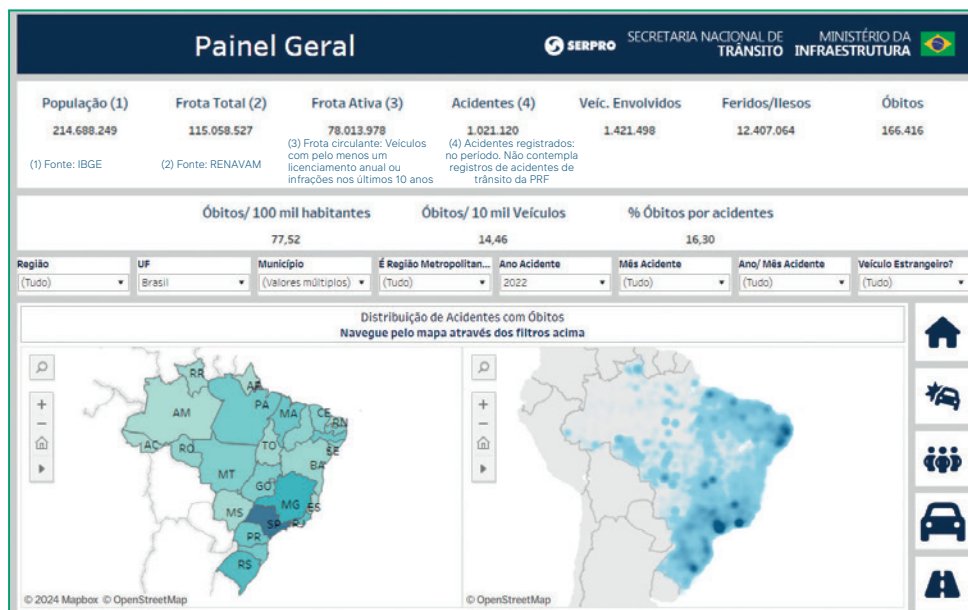 Painel Geral
SERPRO
SECRETARIA NACIONAL DE
TRÂNSITO
MINISTÉRIO DA
INFRAESTRUTURA
População (1)
Frota Total (2)
Frota Ativa (3)
Acidentes (4)
Veíc. Envolvidos
Feridos/Ilesos
Óbitos
214.688.249
115.058.527
78.013.978
1.021.120
1.421.498
12.407.064
166.416
(1) Fonte: IBGE
(2) Fonte: RENAVAM
(3) Frota circulante: Veículos
com pelo menos um
licenciamento anual ou
infrações nos últimos 10 anos
(4) Acidentes registrados:
no período. Não contempla
registros de acidentes de
trânsito da PRF
Óbitos/ 100 mil habitantes
Óbitos/ 10 mil Veículos
% Óbitos por acidentes
77,52
14,46
16,30
Região
UF
Município
É Região Metropolitan...
Ano Acidente
Mês Acidente
Ano/ Mês Acidente
Veículo Estrangeiro?
(Tudo)
Brasil
(Valores múltiplos)
(Tudo)
2022
(Tudo)
(Tudo)
(Tudo)
Distribuição de Acidentes com Óbitos
Navegue pelo mapa através dos filtros acima
RR
AP
AM
PA
MA
CE
RN
AC
RO
TO
SE
BA
MT
GO
MG
ES
MS
SP
RJ
PR
RS
© 2024 Mapbox © OpenStreetMap
© OpenStreetMap